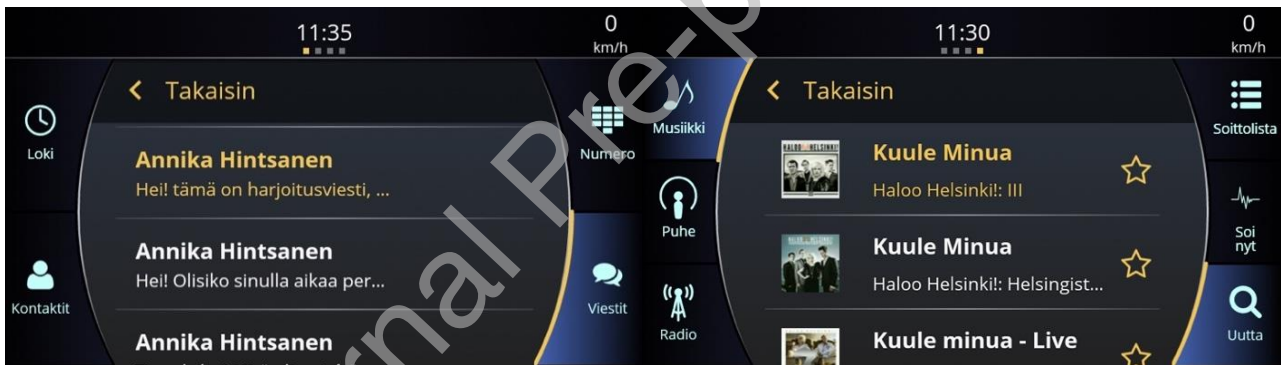 11:35
0
km/h
Loki
Kontaktit
Takaisin
Annika Hintsanen
Hei! tämä on harjoitusviesti, ...
Annika Hintsanen
Hei! Olisiko sinulla aikaa per...
Annika Hintsanen
Numero
Viestit
11:30
0
km/h
Musiikki
Puhe
Radio
Takaisin
Kuule Minua
Haloo Helsinki!: III
Kuule Minua
Haloo Helsinki!: Helsingist...
Kuule minua - Live
Soittolista
Soi
nyt
Uutta